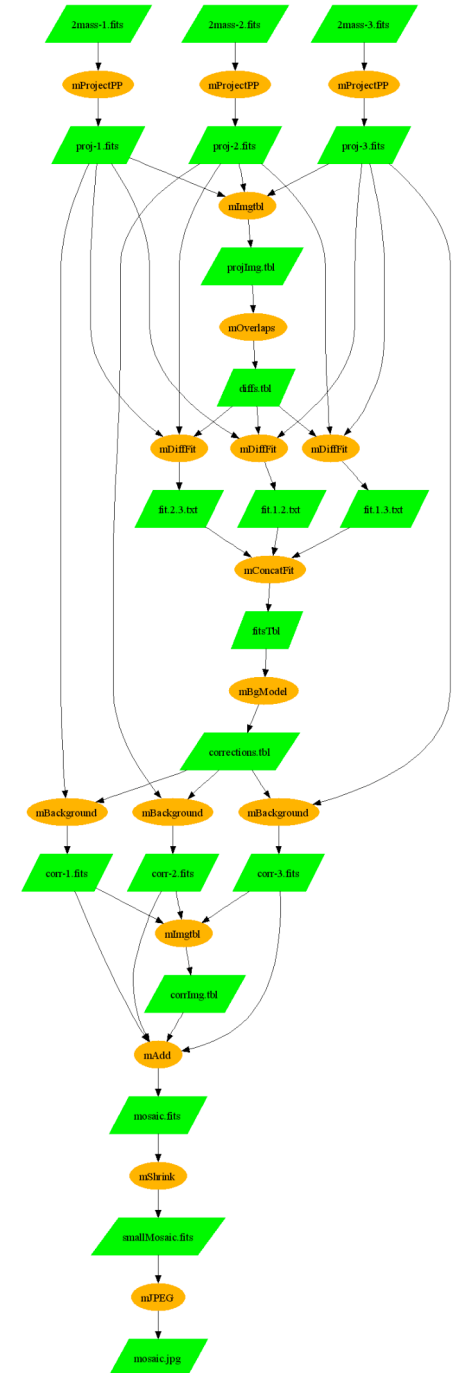 2mass-1.fits
2mass-2.fits
2mass-3.fits
mProjectPP
mProjectPP
mProjectPP
proj-1.fits
proj-2.fits
proj-3.fits
mImgtbl
projImg.tbl
mOverlaps
diffs.tbl
mDiffFit
mDiffFit
mDiffFit
fit.2.3.txt
fit.1.2.txt
fit.1.3.txt
mConcatFit
fitsTbl
mBgModel
corrections.tbl
mBackground
mBackground
mBackground
corr-1.fits
corr-2.fits
corr-3.fits
mImgtbl
corrImg.tbl
mAdd
mosaic.fits
mShrink
smallMosaic.fits
mJPEG
mosaic.jpg